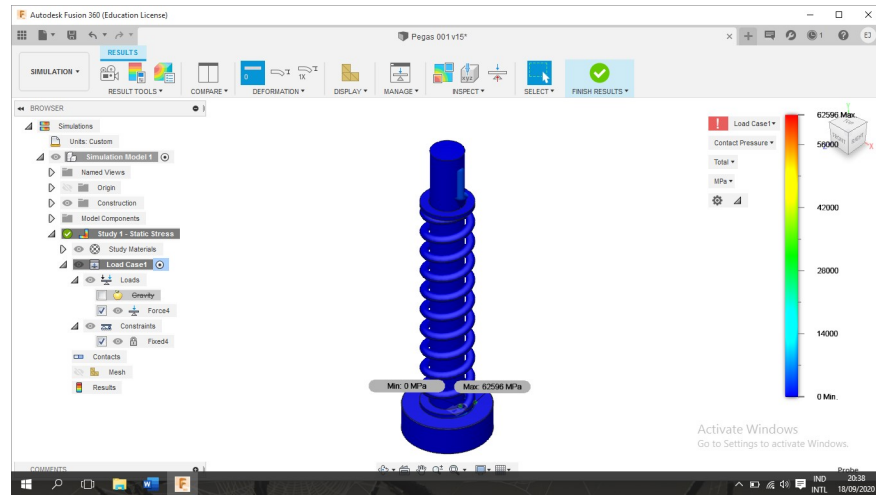 Autodesk Fusion 360 (Education License)
Pegas 001 v15*
1
EJ
RESULTS
SIMULATION
RESULT TOOLS
COMPARE
DEFORMATION
DISPLAY
MANAGE
INSPECT
SELECT
FINISH RESULTS
BROWSER
Simulations
Units: Custom
Simulation Model 1
Named Views
Origin
Construction
Model Components
Study 1 - Static Stress
Study Materials
Load Case1
Loads
Gravity
Force4
Constraints
Fixed4
Contacts
Mesh
Results
Min: 0 MPa
Max: 62596 MPa
Load Case1
Contact Pressure
Total
MPa
62596 Max.
56000
42000
28000
14000
0 Min.
Activate Windows
Go to Settings to activate Windows.
COMMENTS
Probe
IND
INTL
20:38
18/09/2020